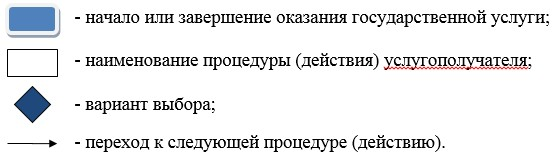 - начало или завершение оказания государственной услуги;
- наименование процедуры (действия) услугополучателя;
- вариант выбора;
- переход к следующей процедуре (действию).